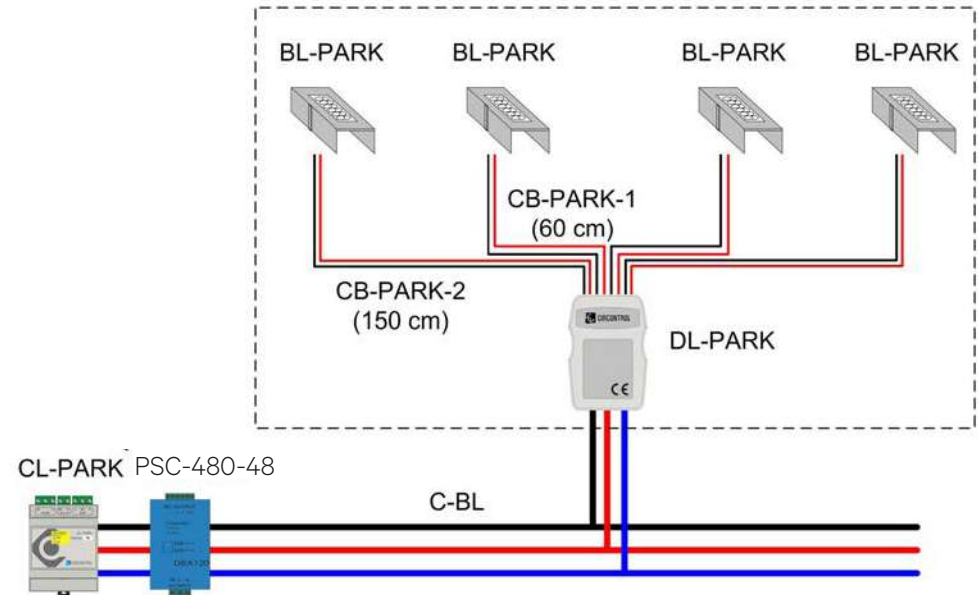 BL-PARK
BL-PARK
BL-PARK
BL-PARK
CB-PARK-1
(60 cm)
CB-PARK-2
(150 cm)
CIRCONTROL
DL-PARK
CE
CL-PARK
PSC-480-48
C-BL